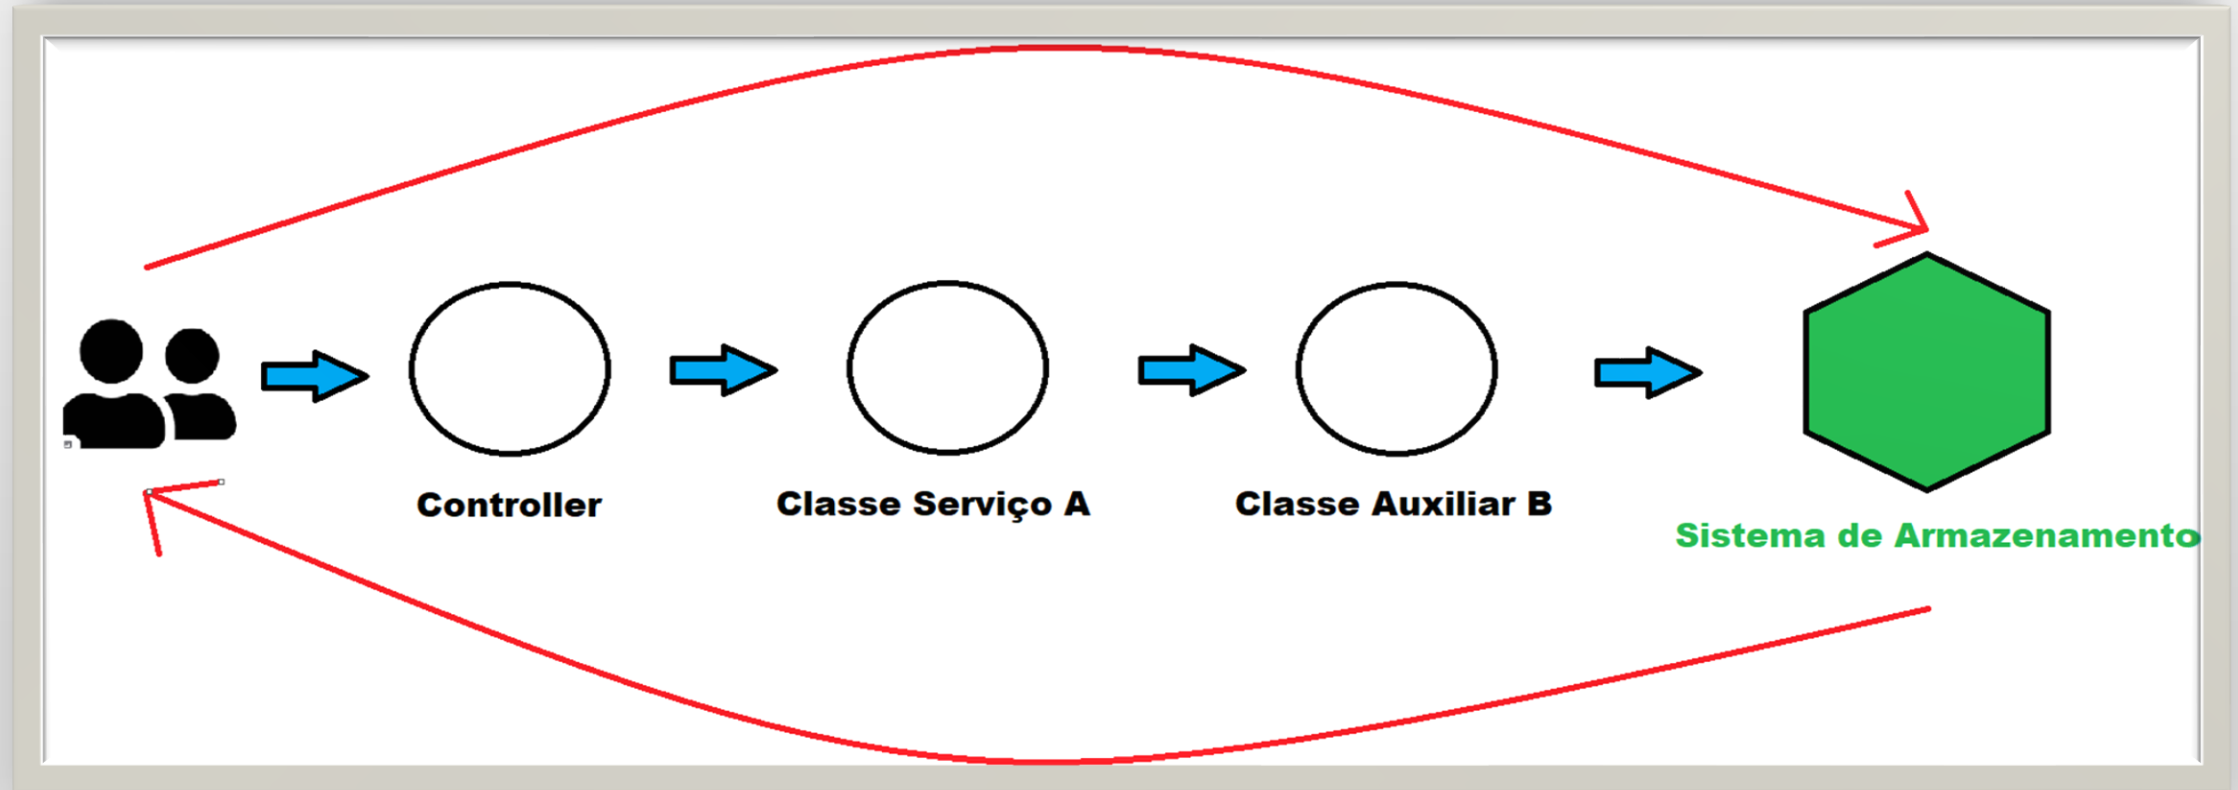 Controller
Classe Serviço A
Classe Auxiliar B
Sistema de Armazenamento